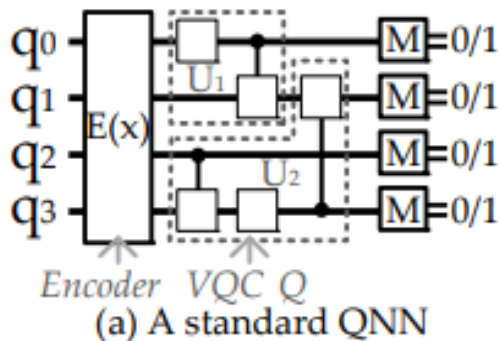 q0 M=0/1
U1
q1 M=0/1
E(x)
q2 M=0/1
U2
q3 M=0/1
Encoder VQC Q
(a) A standard QNN